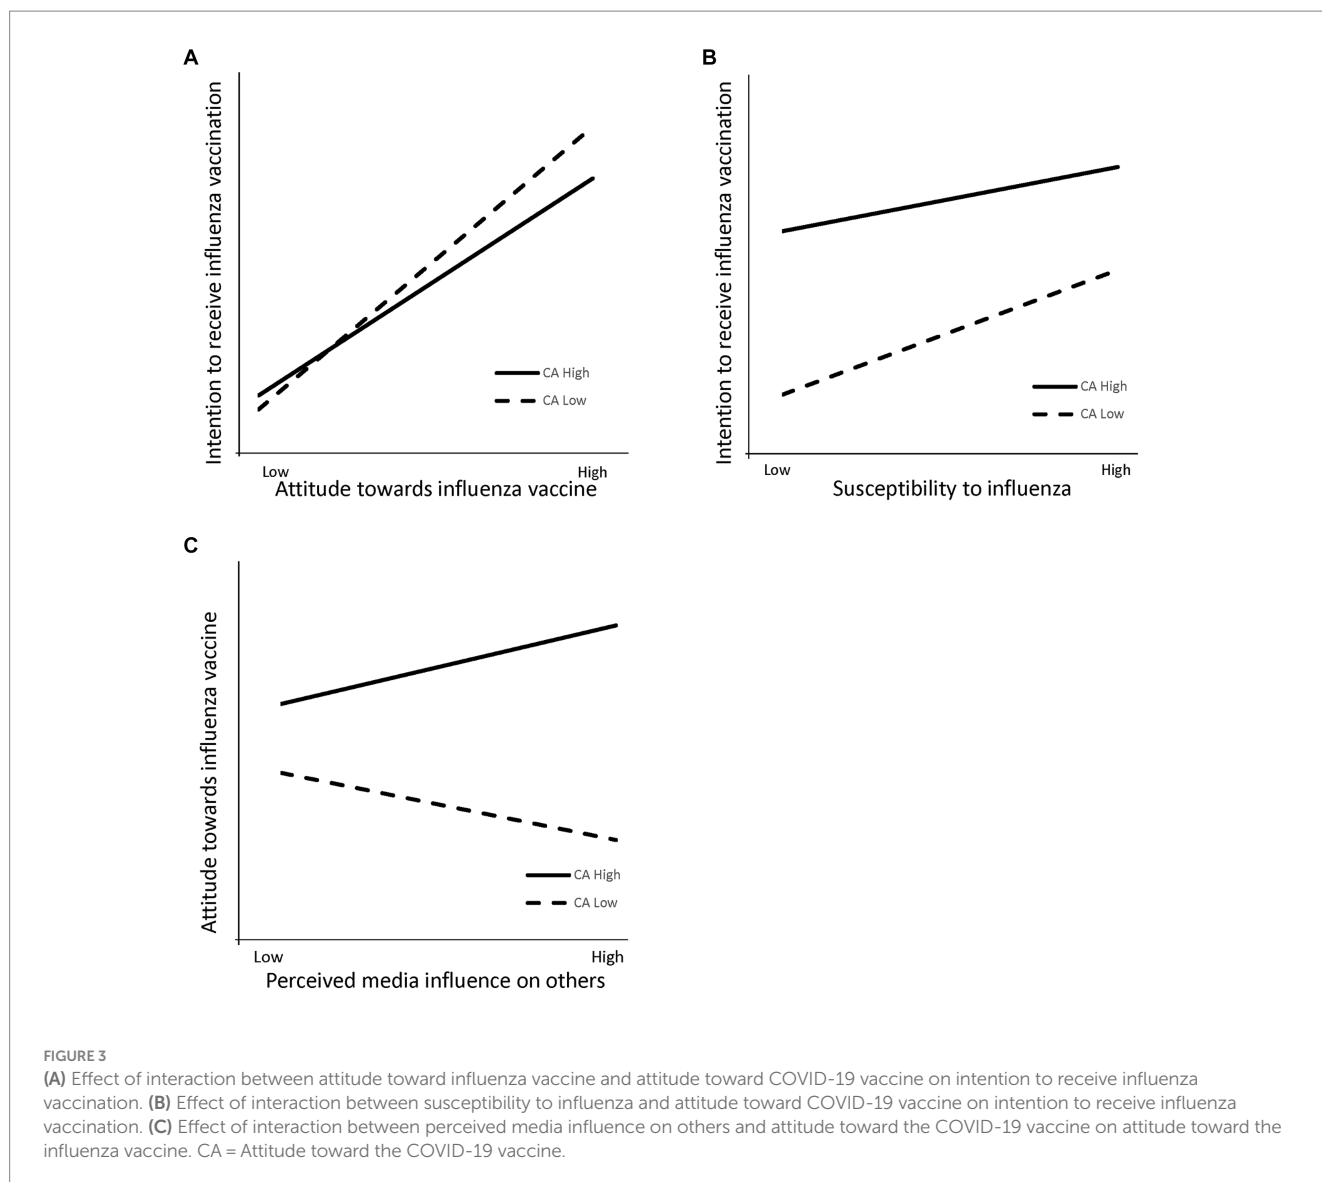 A
Intention to receive influenza vaccination
CA High
CA Low
Low
High
Attitude towards influenza vaccine
B
Intention to receive influenza vaccination
CA High
CA Low
Low
High
Susceptibility to influenza
C
Attitude towards influenza vaccine
CA High
CA Low
Low
High
Perceived media influence on others
FIGURE 3
(A) Effect of interaction between attitude toward influenza vaccine and attitude toward COVID-19 vaccine on intention to receive influenza
vaccination. (B) Effect of interaction between susceptibility to influenza and attitude toward COVID-19 vaccine on intention to receive influenza
vaccination. (C) Effect of interaction between perceived media influence on others and attitude toward the COVID-19 vaccine on attitude toward the
influenza vaccine. CA = Attitude toward the COVID-19 vaccine.